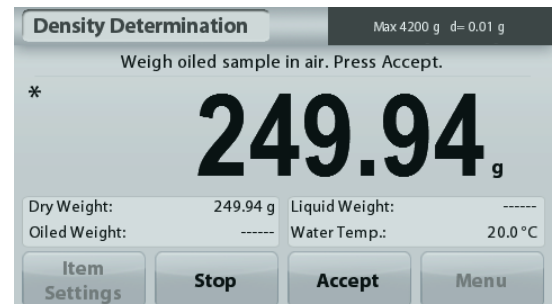 Density Determination
Max 4200 g d= 0.01 g
Weigh oiled sample in air. Press Accept.
*
249.94 g
Dry Weight: 249.94 g Liquid Weight: ------
Oiled Weight: ------ Water Temp.: 20.0 °C
Item Settings Stop Accept Menu